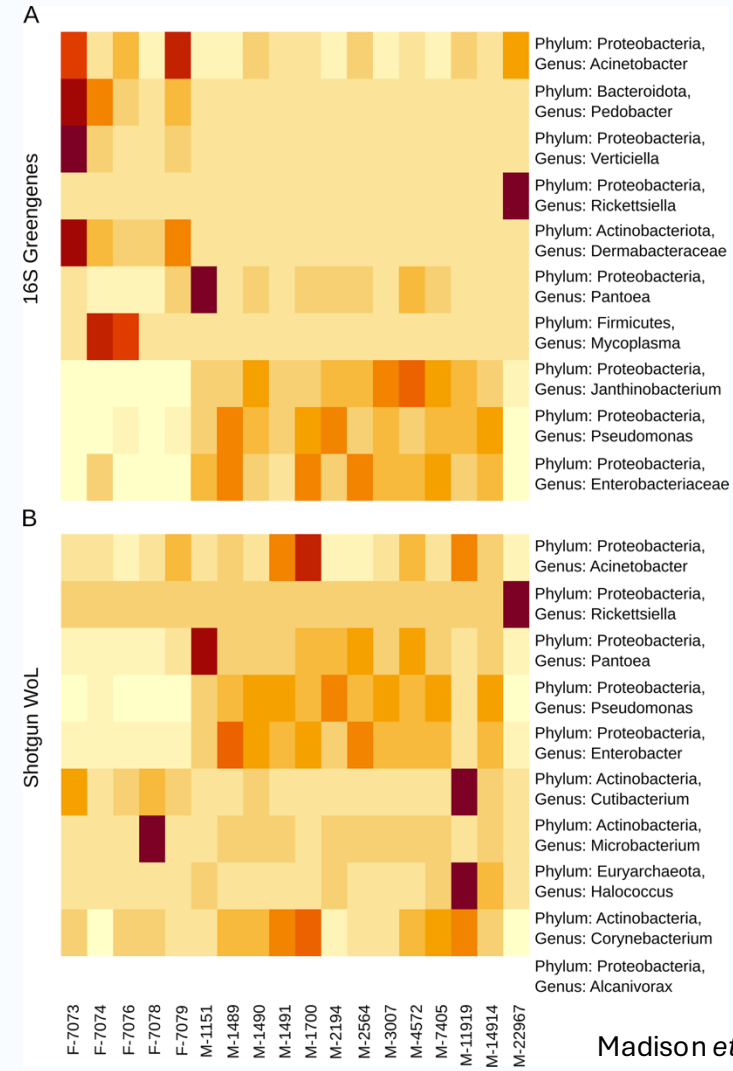 A
16S Greengenes
Phylum: Proteobacteria,
Genus: Acinetobacter
Phylum: Bacteroidota,
Genus: Pedobacter
Phylum: Proteobacteria,
Genus: Verticiella
Phylum: Proteobacteria,
Genus: Rickettsiella
Phylum: Actinobacteriota,
Genus: Dermabacteraceae
Phylum: Proteobacteria,
Genus: Pantoea
Phylum: Firmicutes,
Genus: Mycoplasma
Phylum: Proteobacteria,
Genus: Janthinobacterium
Phylum: Proteobacteria,
Genus: Pseudomonas
Phylum: Proteobacteria,
Genus: Enterobacteriaceae
B
Shotgun WoL
Phylum: Proteobacteria,
Genus: Acinetobacter
Phylum: Proteobacteria,
Genus: Rickettsiella
Phylum: Proteobacteria,
Genus: Pantoea
Phylum: Proteobacteria,
Genus: Pseudomonas
Phylum: Proteobacteria,
Genus: Enterobacter
Phylum: Actinobacteria,
Genus: Cutibacterium
Phylum: Actinobacteria,
Genus: Microbacterium
Phylum: Euryarchaeota,
Genus: Halococcus
Phylum: Actinobacteria,
Genus: Corynebacterium
Phylum: Proteobacteria,
Genus: Alcanivorax
F-7073
F-7074
F-7076
F-7078
F-7079
M-1151
M-1489
M-1490
M-1491
M-1700
M-2194
M-2564
M-3007
M-4572
M-7405
M-11919
M-14914
M-22967
Madison et